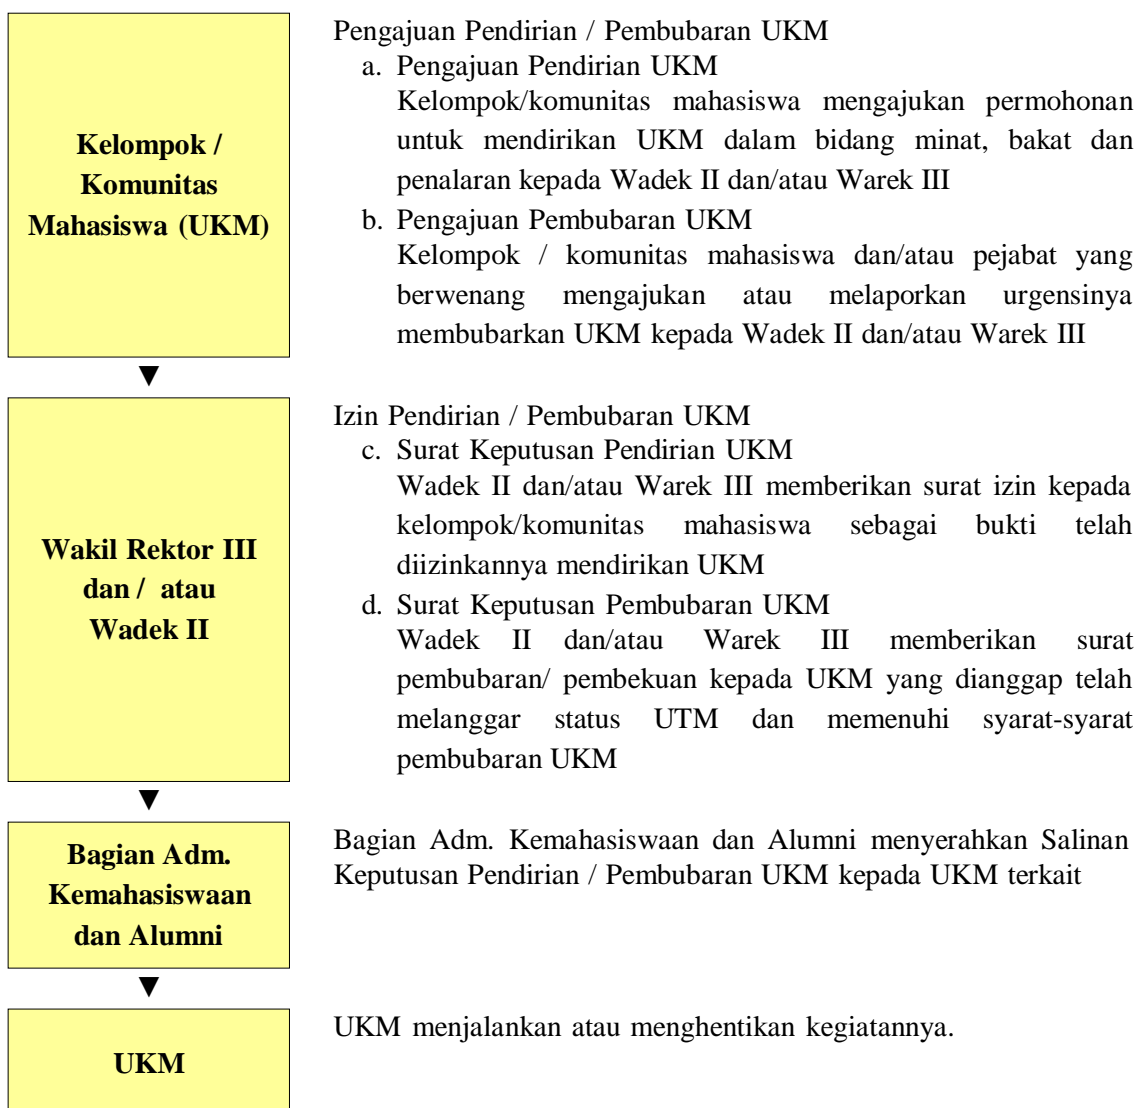 Kelompok /
Komunitas
Mahasiswa (UKM)
Pengajuan Pendirian / Pembubaran UKM
a. Pengajuan Pendirian UKM
Kelompok/komunitas mahasiswa mengajukan permohonan
untuk mendirikan UKM dalam bidang minat, bakat dan
penalaran kepada Wadek II dan/atau Warek III
b. Pengajuan Pembubaran UKM
Kelompok / komunitas mahasiswa dan/atau pejabat yang
berwenang mengajukan atau melaporkan urgensinya
membubarkan UKM kepada Wadek II dan/atau Warek III
▼
Wakil Rektor III
dan / atau
Wadek II
Izin Pendirian / Pembubaran UKM
c. Surat Keputusan Pendirian UKM
Wadek II dan/atau Warek III memberikan surat izin kepada
kelompok/komunitas mahasiswa sebagai bukti telah
diizinkannya mendirikan UKM
d. Surat Keputusan Pembubaran UKM
Wadek II dan/atau Warek III memberikan surat
pembubaran/ pembekuan kepada UKM yang dianggap telah
melanggar status UTM dan memenuhi syarat-syarat
pembubaran UKM
▼
Bagian Adm.
Kemahasiswaan
dan Alumni
Bagian Adm. Kemahasiswaan dan Alumni menyerahkan Salinan
Keputusan Pendirian / Pembubaran UKM kepada UKM terkait
▼
UKM
UKM menjalankan atau menghentikan kegiatannya.